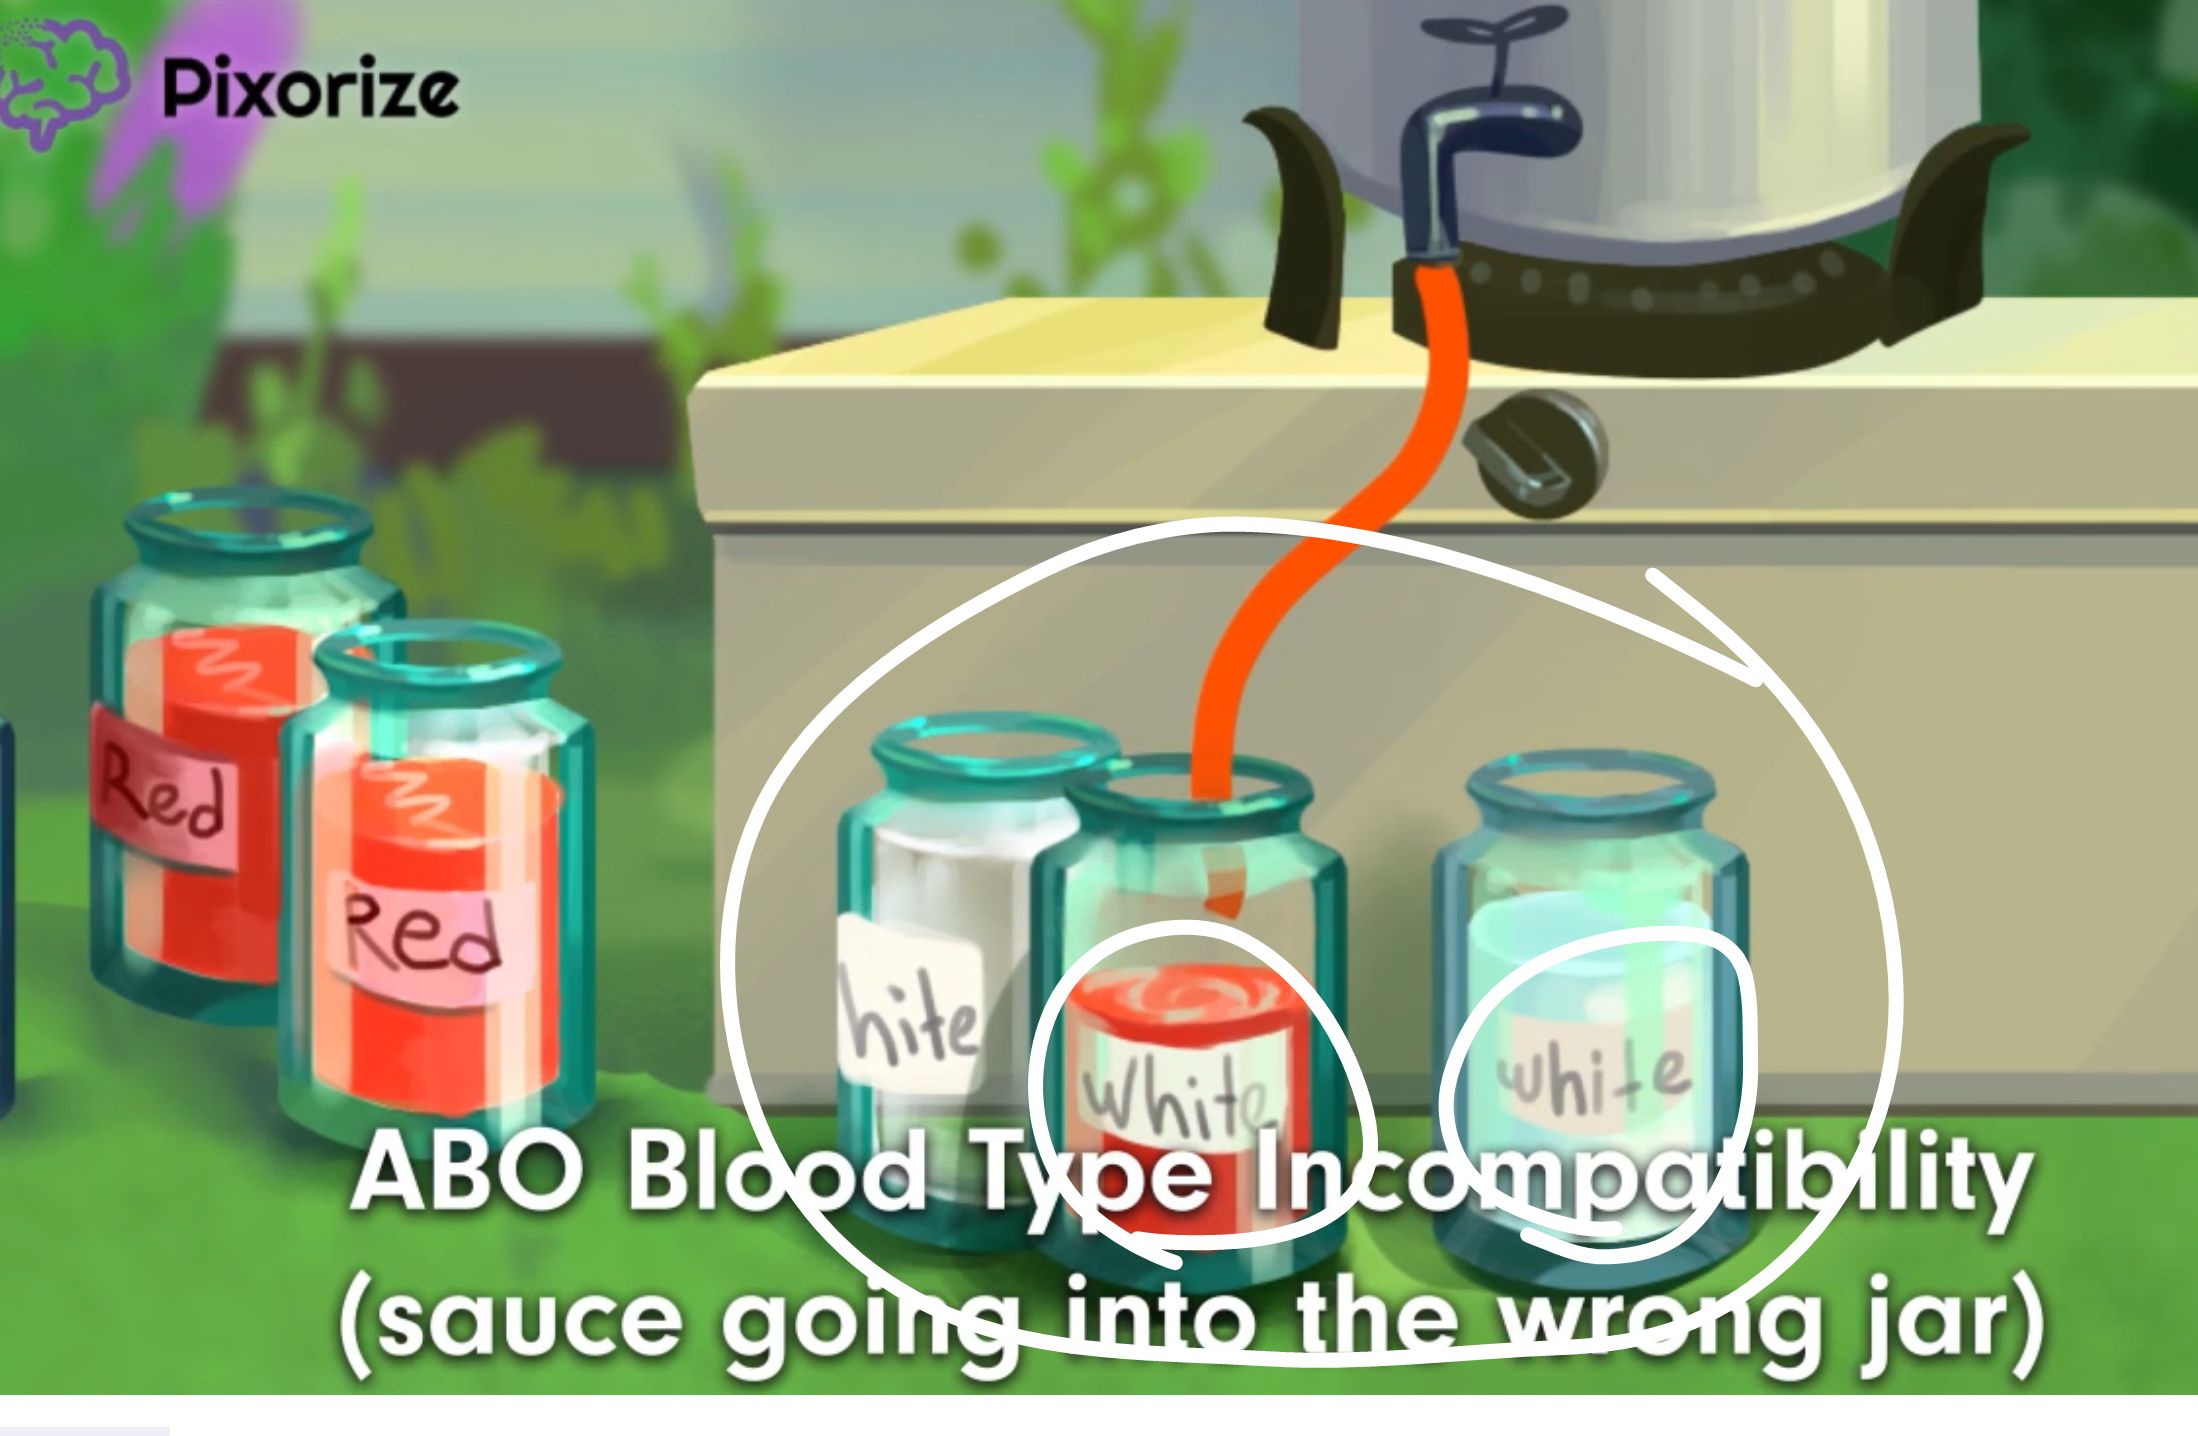 Pixorize
Red
Red
hite
White
white
ABO Blood Type Incompatibility
(sauce going into the wrong jar)